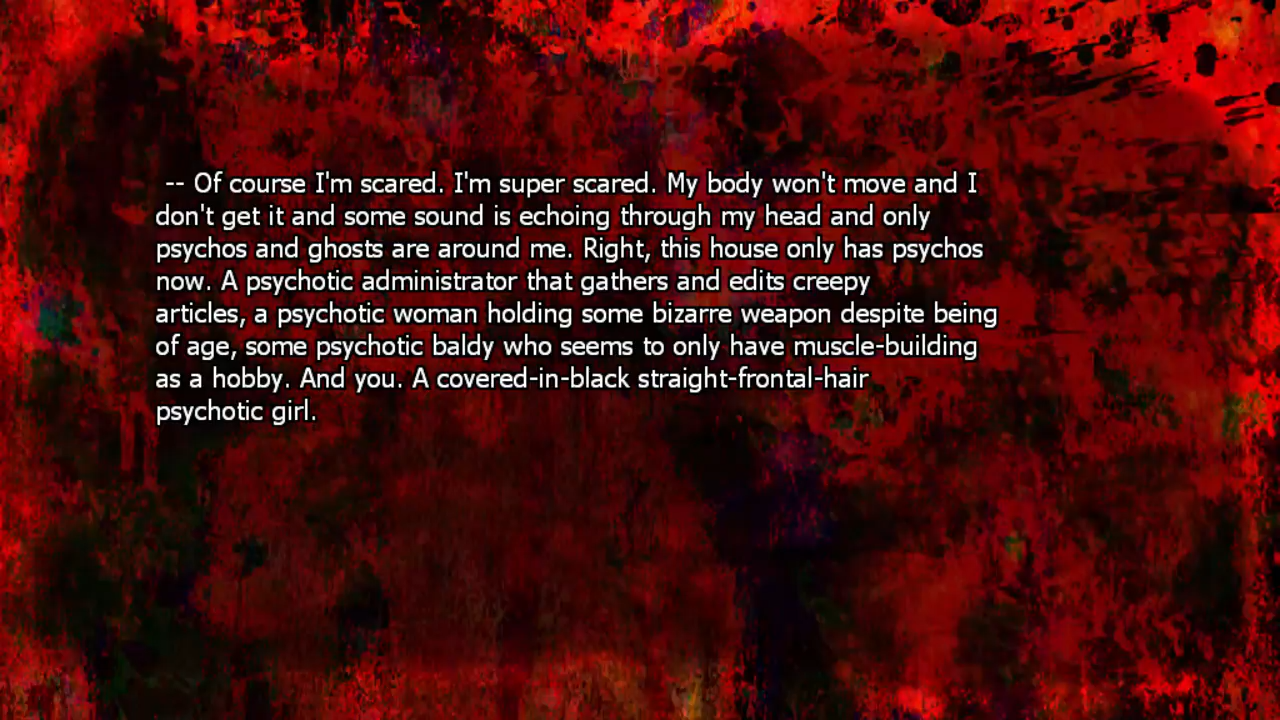 -- Of course I'm scared. I'm super scared. My body won't move and I
don't get it and some sound is echoing through my head and only
psychos and ghosts are around me. Right, this house only has psychos
now. A psychotic administrator that gathers and edits creepy
articles, a psychotic woman holding some bizarre weapon despite being
of age, some psychotic baldy who seems to only have muscle-building
as a hobby. And you. A covered-in-black straight-frontal-hair
psychotic girl.